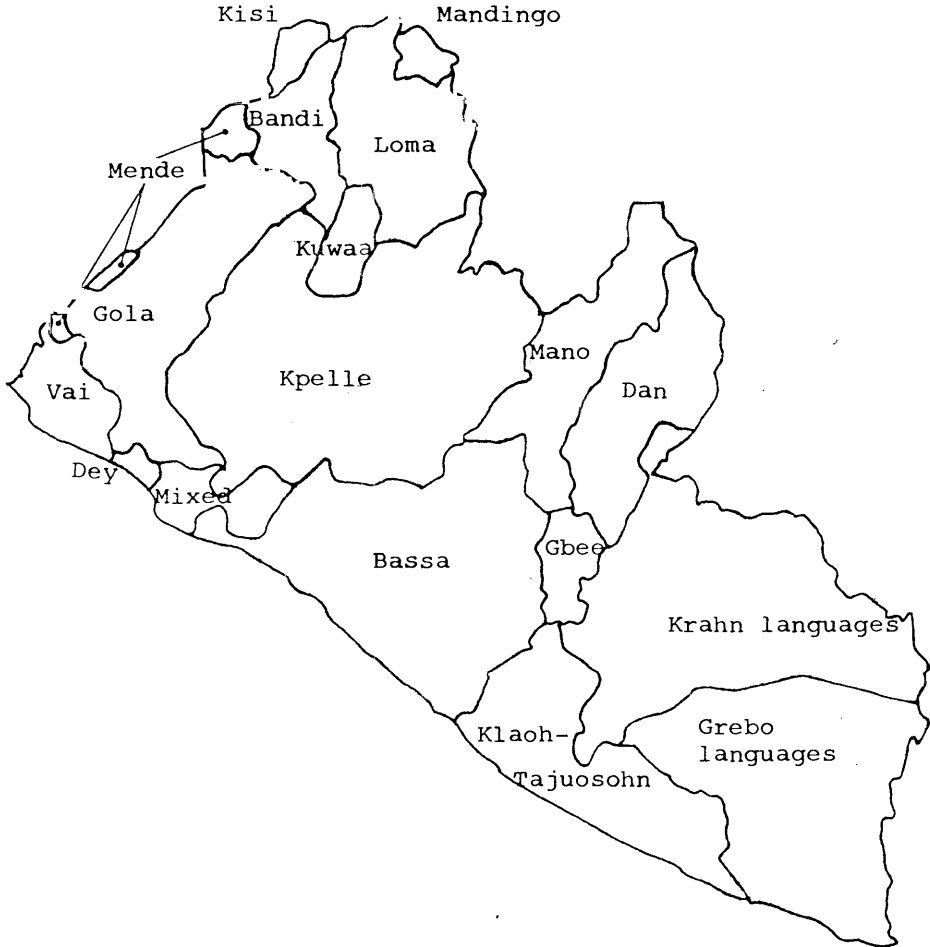 Kisi
Mandingo
Bandi
Loma
Mende
Kuwaa
Gola
Mano
Kpelle
Dan
Vai
Dey
Mixed
Gbee
Bassa
Krahn languages
Grebo
languages
Klaoh-
Tajuosohn